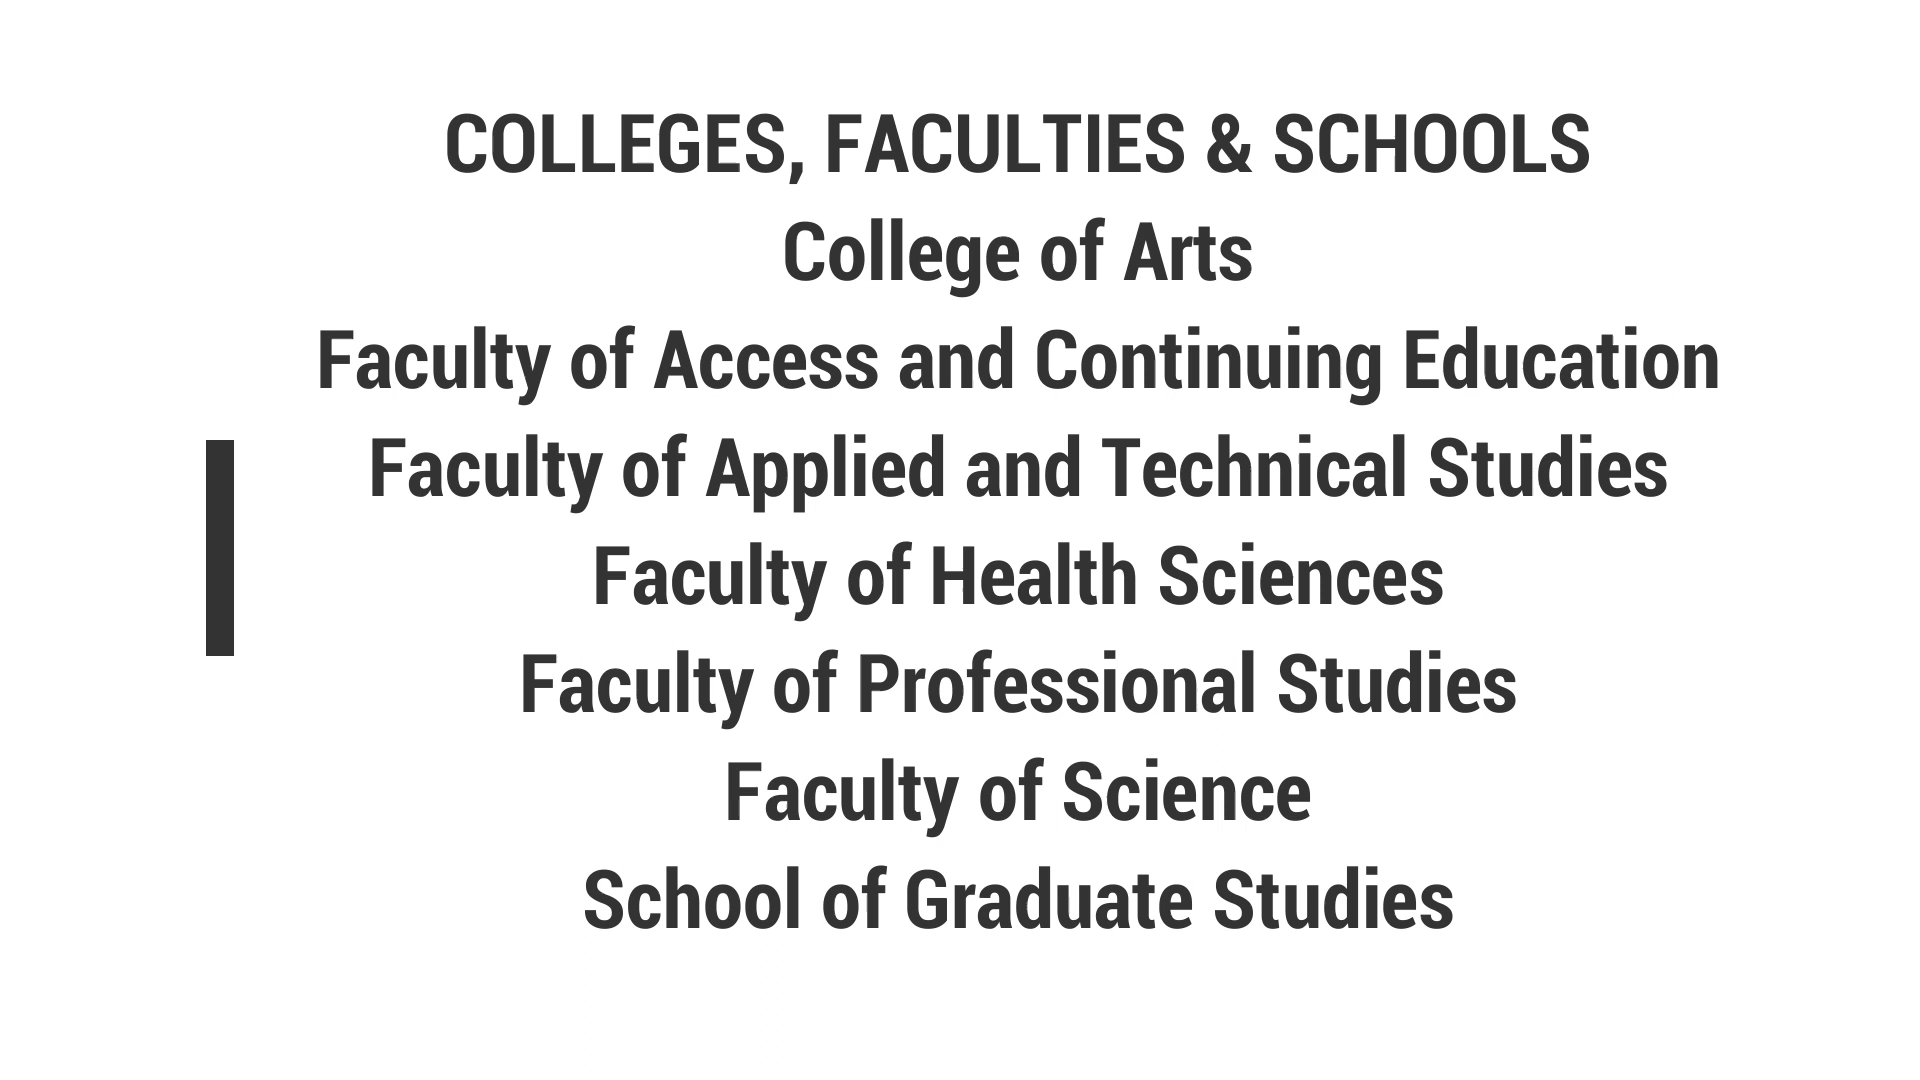 COLLEGES, FACULTIES & SCHOOLS
College of Arts
Faculty of Access and Continuing Education
Faculty of Applied and Technical Studies
Faculty of Health Sciences
Faculty of Professional Studies
Faculty of Science
School of Graduate Studies